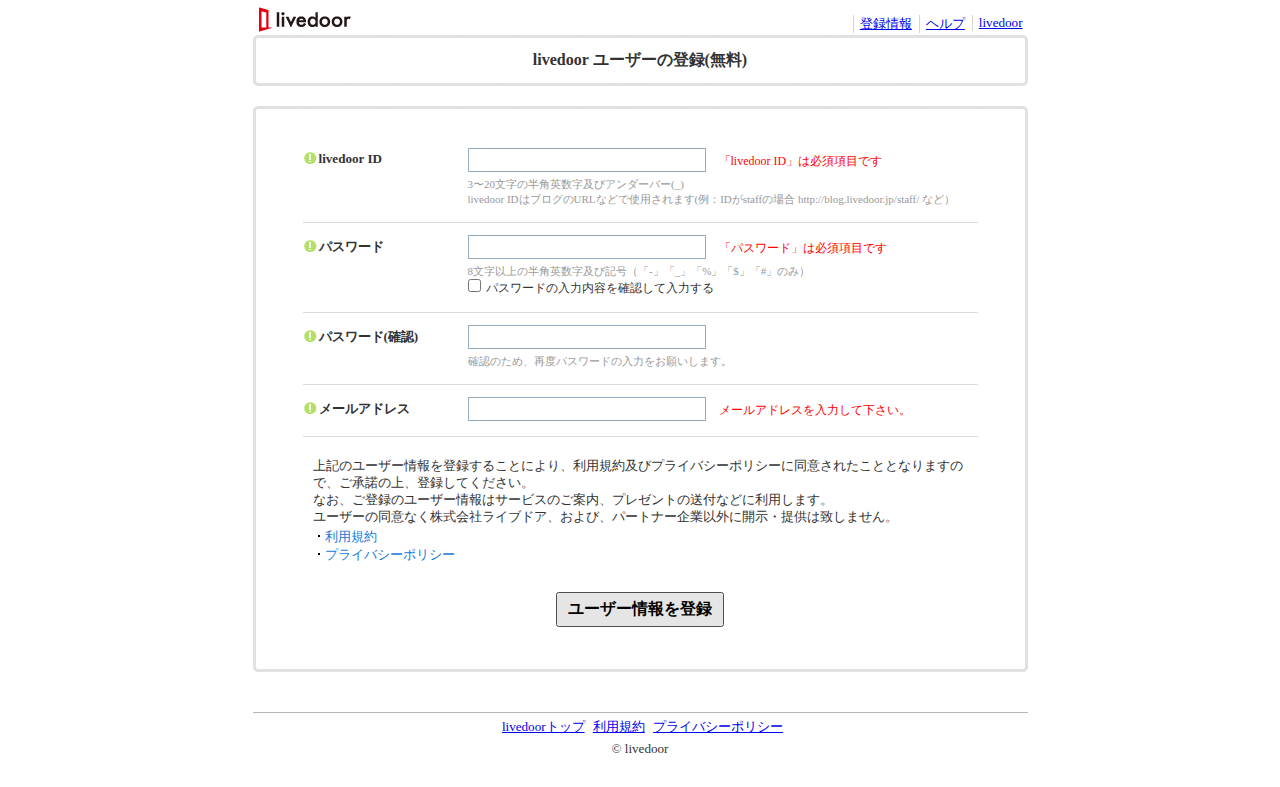 livedoor
登録情報 ヘルプ livedoor
livedoor ユーザーの登録(無料)
livedoor ID
「livedoor ID」は必須項目です
3〜20文字の半角英数字及びアンダーバー(_)
livedoor IDはブログのURLなどで使用されます(例：IDがstaffの場合 http://blog.livedoor.jp/staff/ など）
パスワード
「パスワード」は必須項目です
8文字以上の半角英数字及び記号（「-」「_」「%」「$」「#」のみ）
パスワードの入力内容を確認して入力する
パスワード(確認)
確認のため、再度パスワードの入力をお願いします。
メールアドレス
メールアドレスを入力して下さい。
上記のユーザー情報を登録することにより、利用規約及びプライバシーポリシーに同意されたこととなりますの
で、ご承諾の上、登録してください。
なお、ご登録のユーザー情報はサービスのご案内、プレゼントの送付などに利用します。
ユーザーの同意なく株式会社ライブドア、および、パートナー企業以外に開示・提供は致しません。
・利用規約
・プライバシーポリシー
ユーザー情報を登録
livedoorトップ 利用規約 プライバシーポリシー
© livedoor